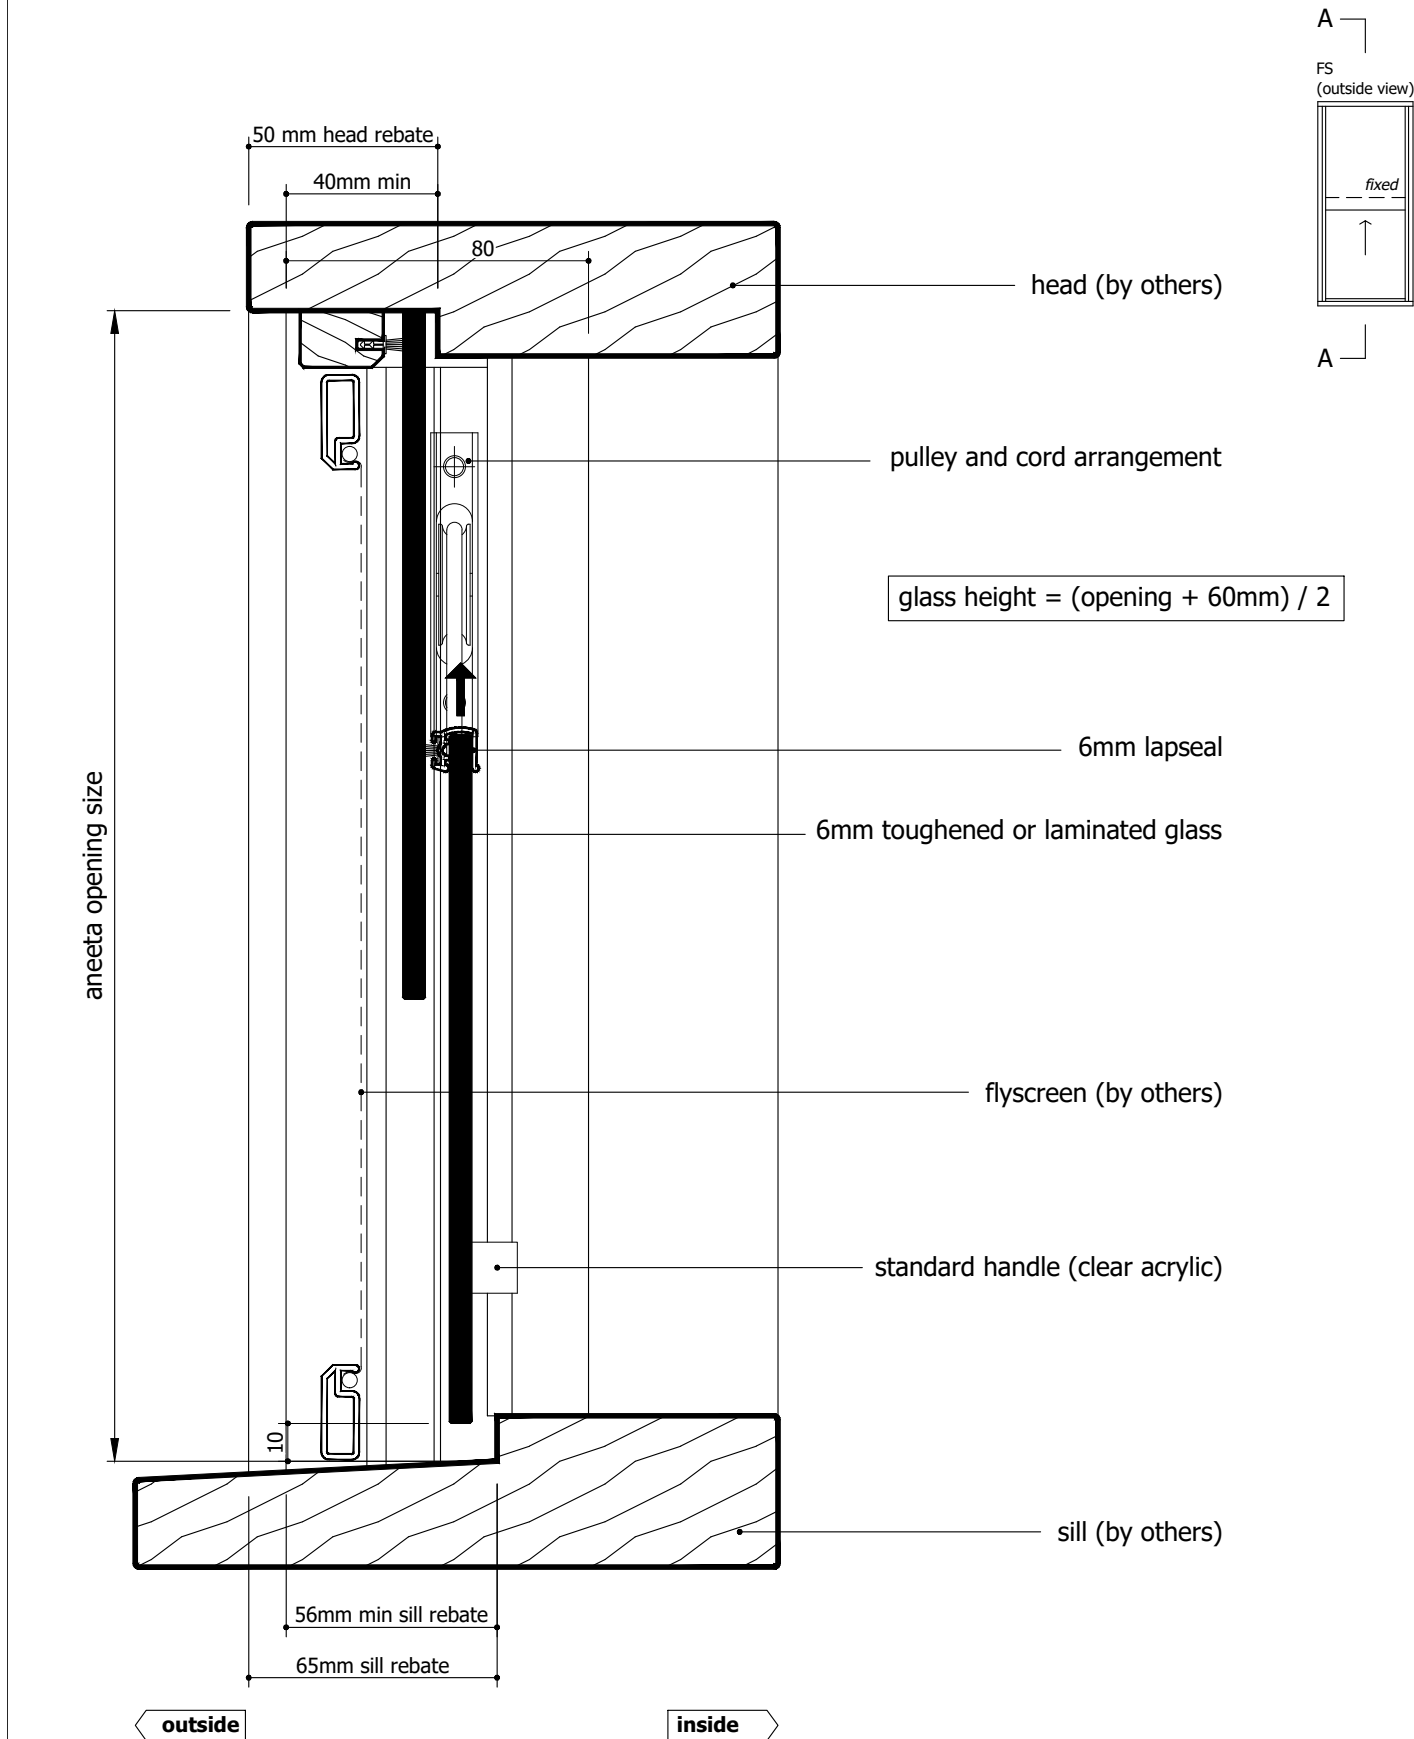 A
FS
(outside view)
fixed
A
50 mm head rebate
40mm min
80
head (by others)
pulley and cord arrangement
glass height = (opening + 60mm) / 2
6mm lapseal
aneeta opening size
6mm toughened or laminated glass
flyscreen (by others)
standard handle (clear acrylic)
10
sill (by others)
56mm min sill rebate
65mm sill rebate
outside
inside